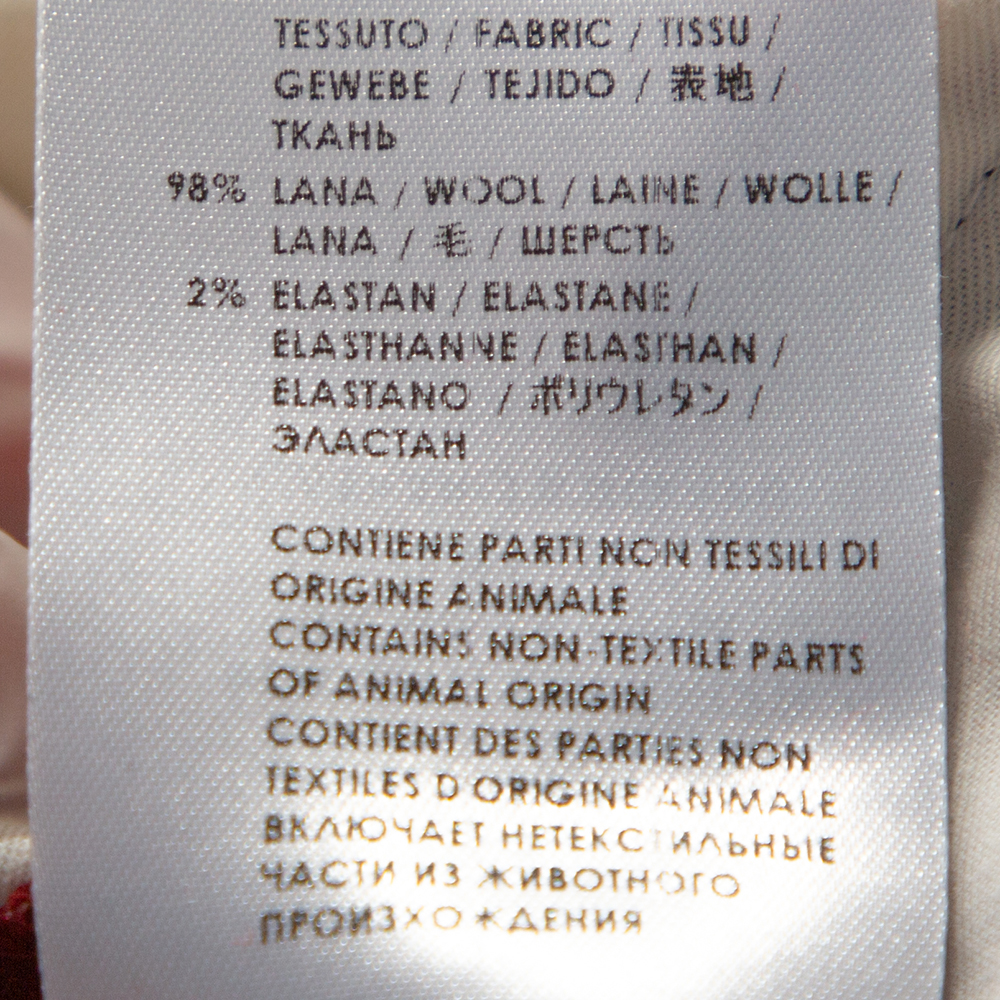 TESSUTO / FABRIC / TISSU /
GEWEBE / TEJIDO / 表地 /
ТКАНЬ
98% LANA / WOOL / LAINE / WOLLE /
LANA / 毛 / ШЕРСТЬ
2% ELASTAN / ELASTANE /
ELASTHANNE / ELASTHAN /
ELASTANO / ポリウレタン /
ЭЛАСТАН
CONTIENE PARTI NON TESSILI DI
ORIGINE ANIMALE
CONTAINS NON-TEXTILE PARTS
OF ANIMAL ORIGIN
CONTIENT DES PARTIES NON
TEXTILES D ORIGINE ANIMALE
ВКЛЮЧАЕТ НЕТЕКСТИЛЬНЫЕ
ЧАСТИ ИЗ ЖИВОТНОГО
ПРОИЗХОЖДЕНИЯ